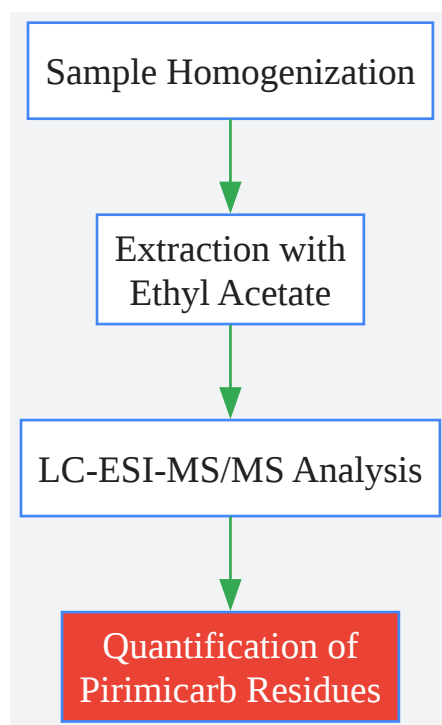 Sample Homogenization
Extraction with
Ethyl Acetate
LC-ESI-MS/MS Analysis
Quantification of
Pirimicarb Residues